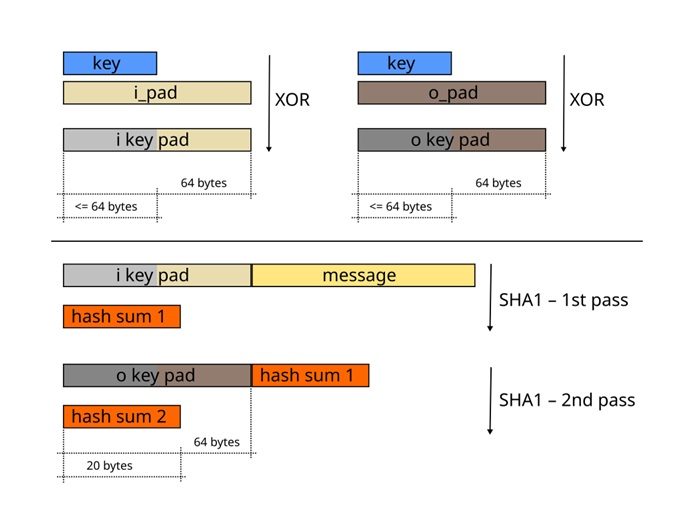 key
i_pad
XOR
i key pad
64 bytes
<= 64 bytes
key
o_pad
XOR
o key pad
64 bytes
<= 64 bytes
i key pad
message
SHA1 – 1st pass
hash sum 1
o key pad
hash sum 1
SHA1 – 2nd pass
hash sum 2
64 bytes
20 bytes